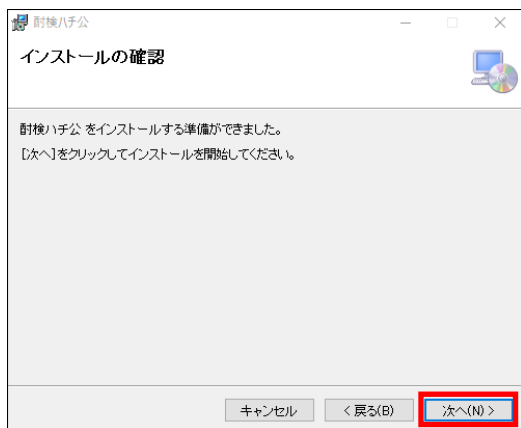 酎検ハチ公
インストールの確認
酎検ハチ公 をインストールする準備ができました。
[次へ]をクリックしてインストールを開始してください。
キャンセル
< 戻る(B)
次へ(N) >